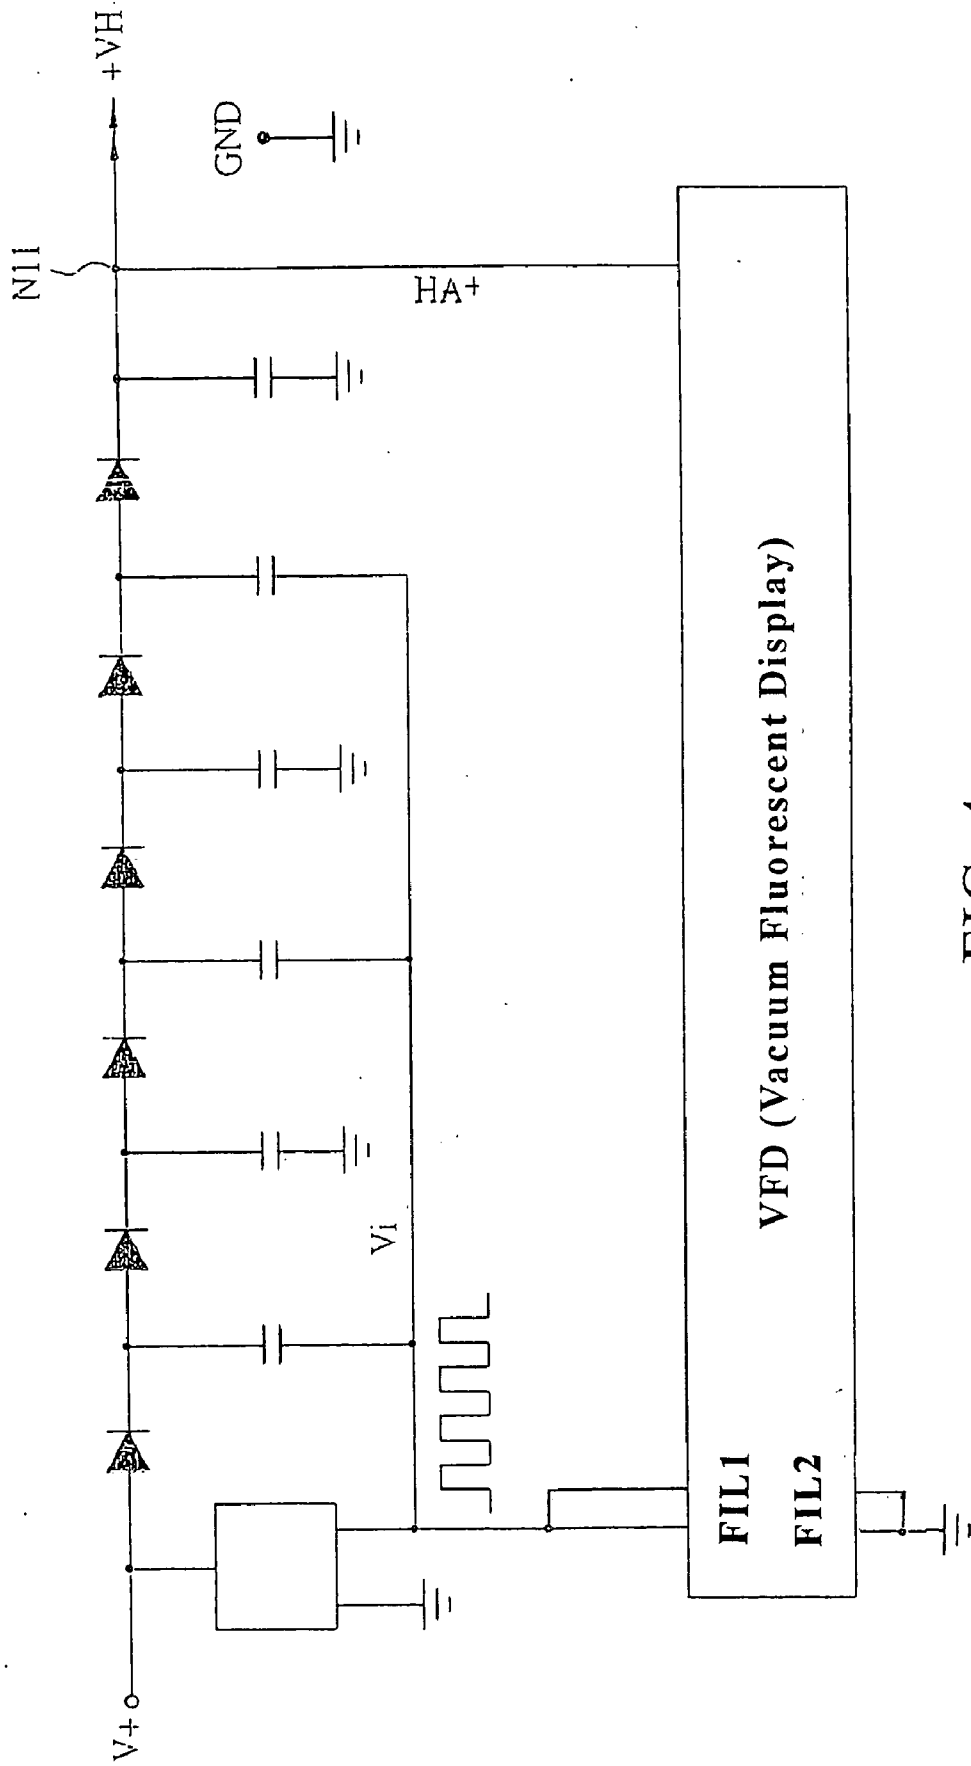 V+
Vi
N11
+VH
GND
HA+
FIL1
FIL2
VFD (Vacuum Fluorescent Display)